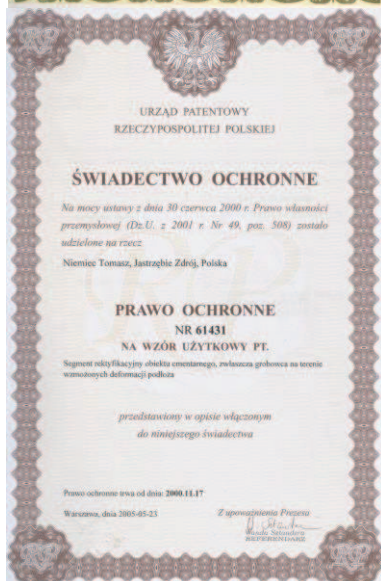 URZĄD PATENTOWY
RZECZYPOSPOLITEJ POLSKIEJ
ŚWIADECTWO OCHRONNE
Na mocy ustawy z dnia 30 czerwca 2000 r. Prawo własności
przemysłowej (Dz.U. z 2001 r. Nr 49, poz. 508) zostało
udzielone na rzecz
Niemiec Tomasz, Jastrzębie Zdrój, Polska
PRAWO OCHRONNE
NR 61431
NA WZÓR UŻYTKOWY PT.
Segment rektyfikacyjny obiektu cmentarnego, zwłaszcza grobowca na terenie
wzmożonych deformacji podłoża
przedstawiony w opisie włączonym
do niniejszego świadectwa
Prawo ochronne trwa od dnia: 2000.11.17
Warszawa, dnia 2005-05-23
Z upoważnienia Prezesa